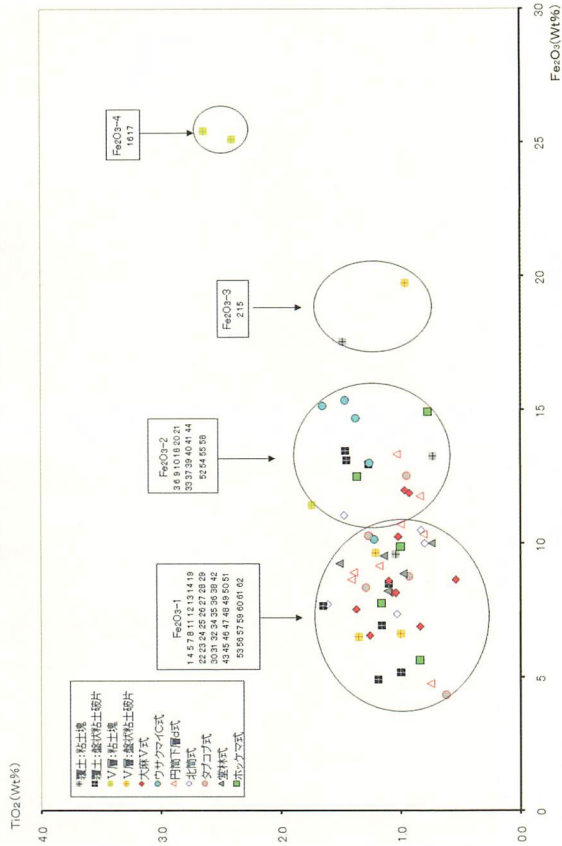 TiO₂(Wt%)
4.0
3.0
2.0
1.0
0.0
覆土:粘土塊
覆土:盤状粘土破片
V層:粘土塊
V層:盤状粘土破片
大麻V式
ウサクマイC式
円筒下層d式
北筒式
タプコプ式
室林式
ホッケマ式
Fe2O3-1
1 4 5 7 8 11 12 13 14 19
22 23 24 25 26 27 28 29
30 31 32 34 35 36 38 42
43 45 46 47 48 49 50 51
53 56 57 59 60 61 62
Fe2O3-2
3 6 9 10 18 20 21
33 37 39 40 41 44
52 54 55 58
Fe2O3-3
2 15
Fe2O3-4
16 17
0
5
10
15
20
25
30
Fe₂O₃(Wt%)